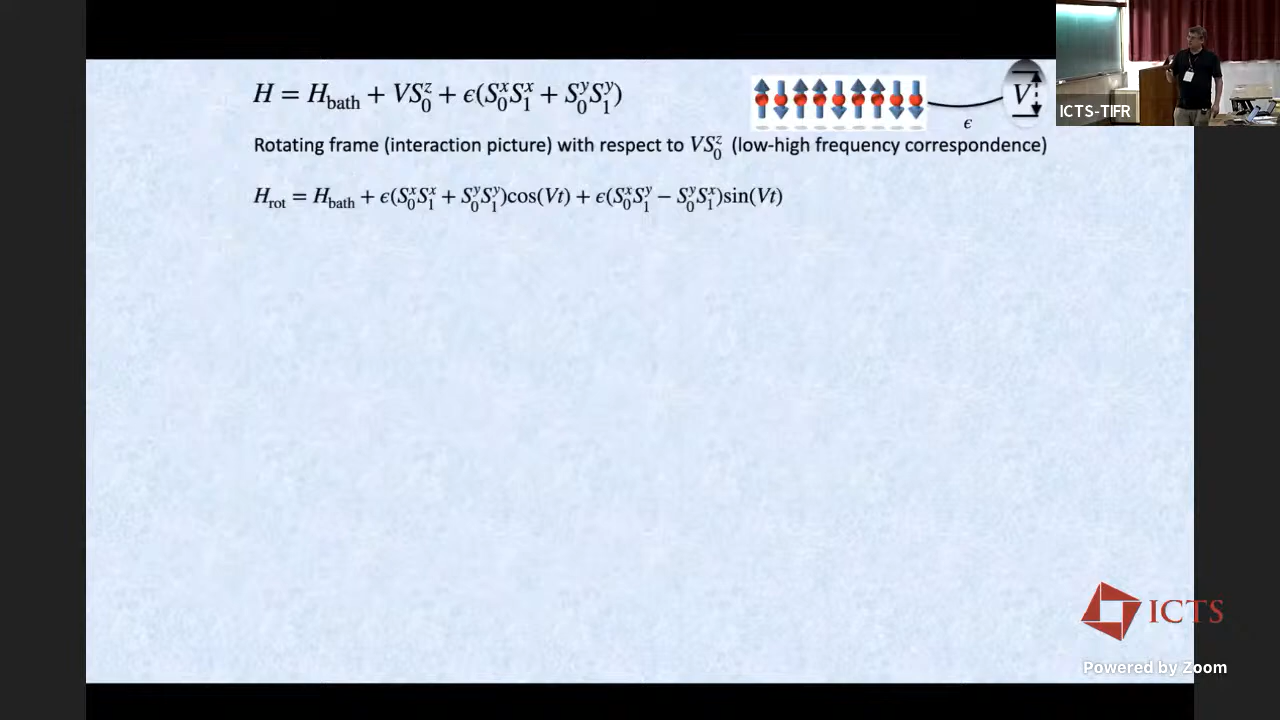 H = H_bath + VS_0^z + ϵ(S_0^x S_1^x + S_0^y S_1^y)
V
ϵ
ICTS-TIFR
Rotating frame (interaction picture) with respect to VS_0^z (low-high frequency correspondence)
H_rot = H_bath + ϵ(S_0^x S_1^x + S_0^y S_1^y)cos(Vt) + ϵ(S_0^x S_1^y − S_0^y S_1^x)sin(Vt)
ICTS
Powered by Zoom